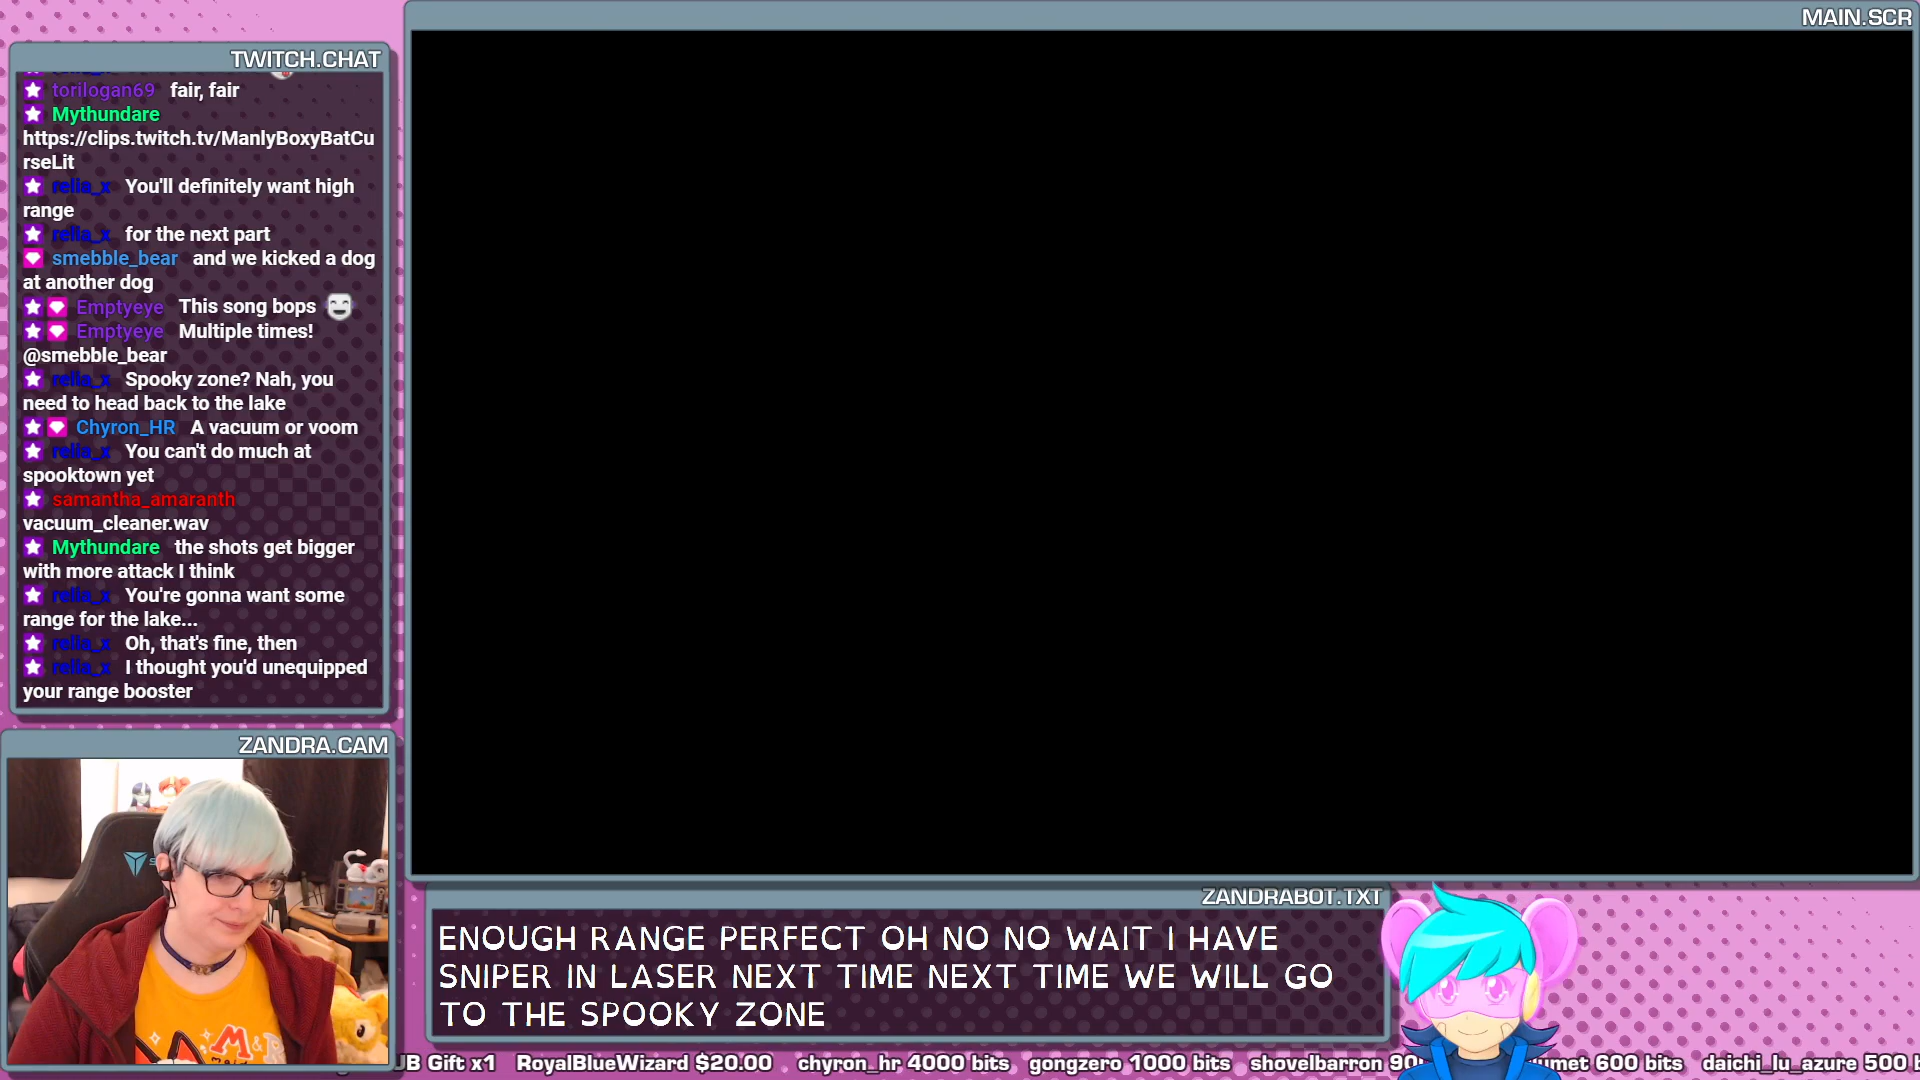 MAIN.SCR
TWITCH.CHAT
torilogan69 fair, fair
Mythundare
https://clips.twitch.tv/ManlyBoxyBatCu
rseLit
relia_x You'll definitely want high
range
relia_x for the next part
smebble_bear and we kicked a dog
at another dog
Emptyeye This song bops
Emptyeye Multiple times!
@smebble_bear
relia_x Spooky zone? Nah, you
need to head back to the lake
Chyron_HR A vacuum or voom
relia_x You can't do much at
spooktown yet
samantha_amaranth
vacuum_cleaner.wav
Mythundare the shots get bigger
with more attack I think
relia_x You're gonna want some
range for the lake...
relia_x Oh, that's fine, then
relia_x I thought you'd unequipped
your range booster
ZANDRA.CAM
ZANDRABOT.TXT
ENOUGH RANGE PERFECT OH NO NO WAIT I HAVE
SNIPER IN LASER NEXT TIME NEXT TIME WE WILL GO
TO THE SPOOKY ZONE
Gift x1 RoyalBlueWizard $20.00 chyron_hr 4000 bits gongzero 1000 bits shovelbarron 600 bits daichi_lu_azure 500